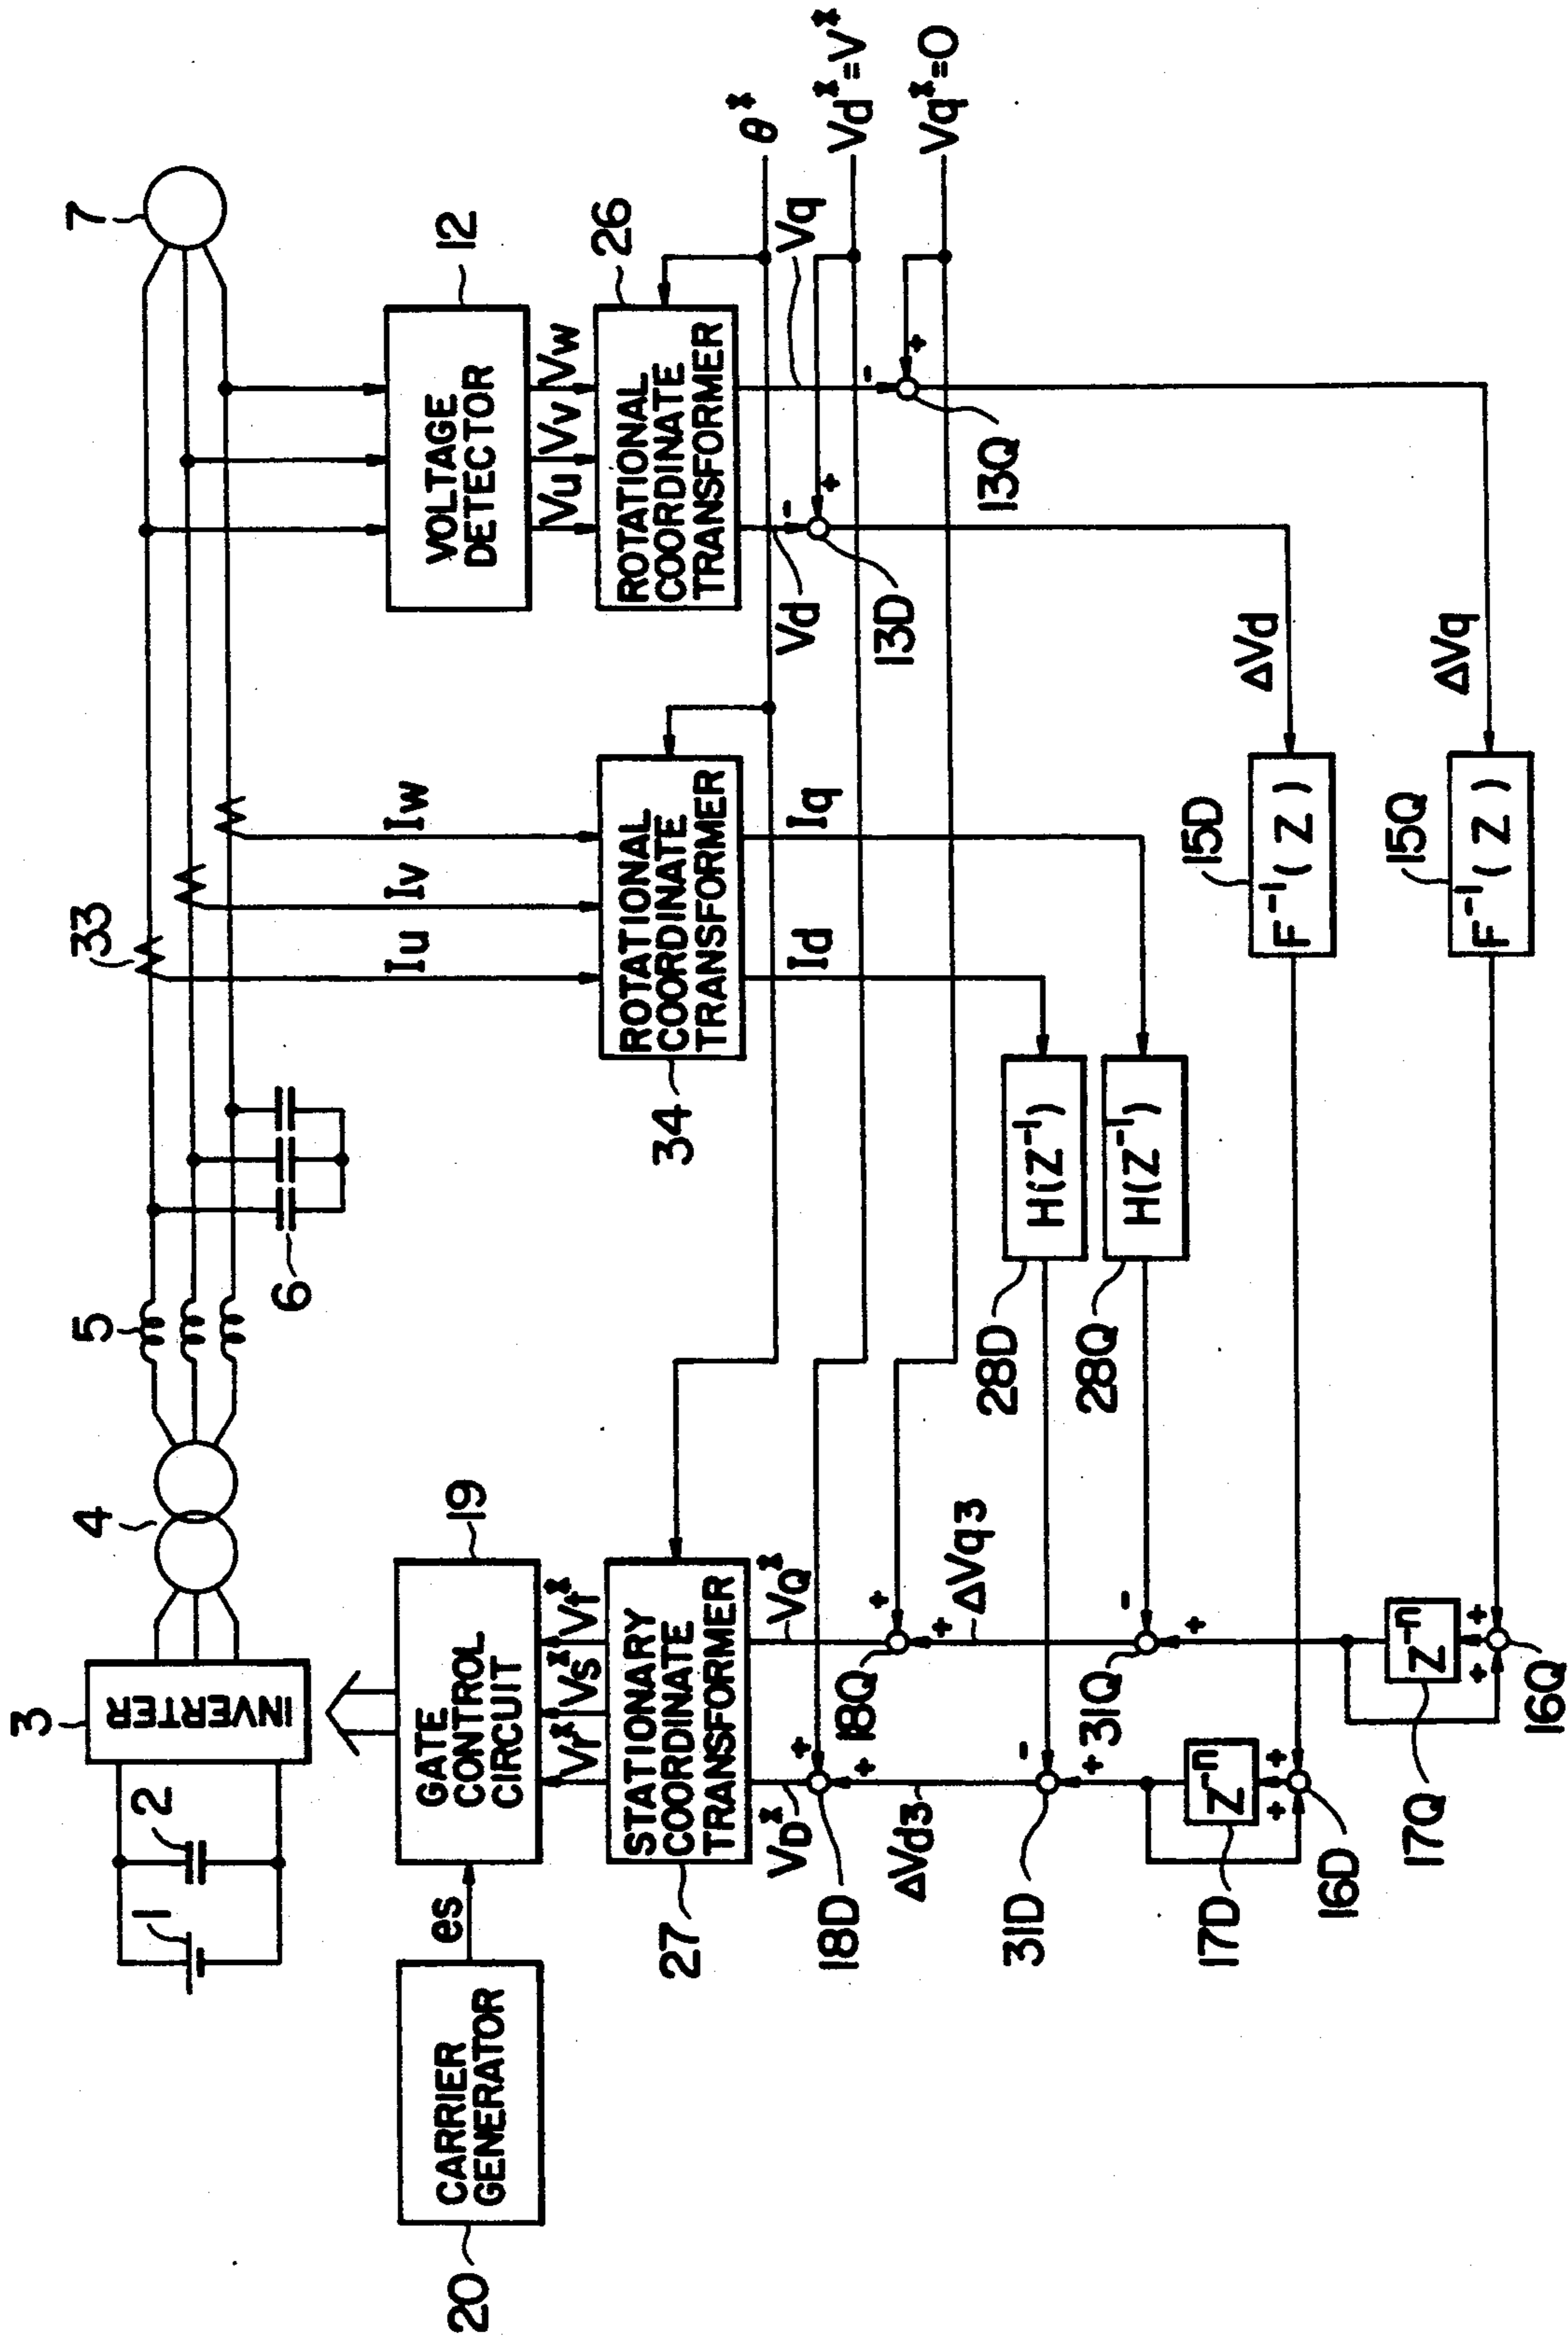 3
4
5
33
7
1
2
INVERTER
6
20
CARRIER
GENERATOR
es
19
GATE
CONTROL
CIRCUIT
Iu
Iv
Iw
12
VOLTAGE
DETECTOR
Vr*
Vs*
Vt*
Vu
Vv
Vw
27
STATIONARY
COORDINATE
TRANSFORMER
34
ROTATIONAL
COORDINATE
TRANSFORMER
26
ROTATIONAL
COORDINATE
TRANSFORMER
θ*
VD*
VQ*
Id
Iq
Vd
Vq
Vd*=V*
Vq*=0
18D
+
+
18Q
+
+
13D
-
+
13Q
-
+
ΔVd3
ΔVq3
28D
H(Z⁻¹)
28Q
H(Z⁻¹)
31D
-
+
31Q
-
+
17D
Z⁻ⁿ
16D
+
+
15D
F⁻¹(Z)
ΔVd
17Q
Z⁻ⁿ
16Q
+
+
15Q
F⁻¹(Z)
ΔVq